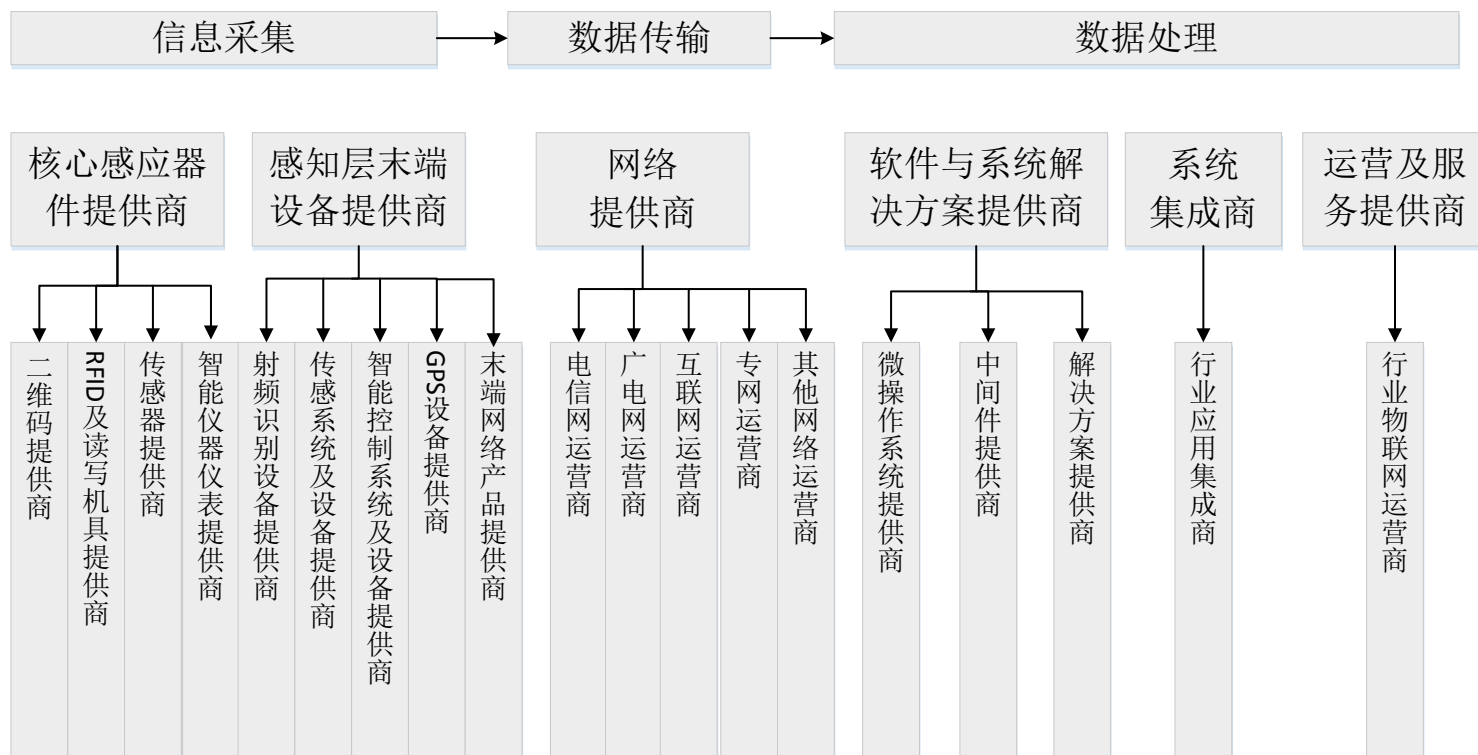 信息采集
数据传输
数据处理
核心感应器
件提供商
感知层末端
设备提供商
网络
提供商
软件与系统解
决方案提供商
系统
集成商
运营及服
务提供商
二维码提供商
RFID及读写机具提供商
传感器提供商
智能仪器仪表提供商
射频识别设备提供商
传感系统及设备提供商
智能控制系统及设备提供商
GPS设备提供商
末端网络产品提供商
电信网运营商
广电网运营商
互联网运营商
专网运营商
其他网络运营商
微操作系统提供商
中间件提供商
解决方案提供商
行业应用集成商
行业物联网运营商